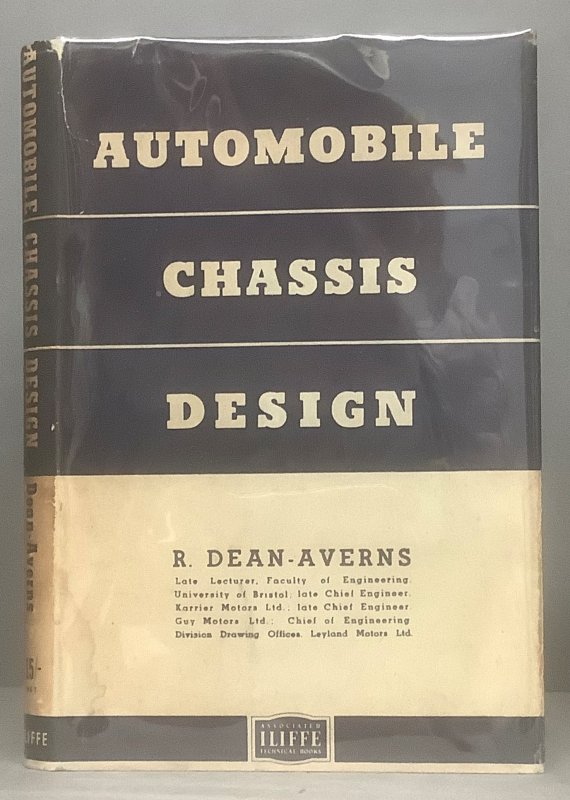 AUTOMOBILE
CHASSIS
DESIGN
R. DEAN-AVERNS
Late Lecturer, Faculty of Engineering,
University of Bristol; late Chief Engineer,
Karrier Motors Ltd.; late Chief Engineer
Guy Motors Ltd.; Chief of Engineering
Division Drawing Offices, Leyland Motors Ltd.
ASSOCIATED
ILIFFE
TECHNICAL BOOKS
AUTOMOBILE CHASSIS DESIGN
Dean-Averns
ILIFFE